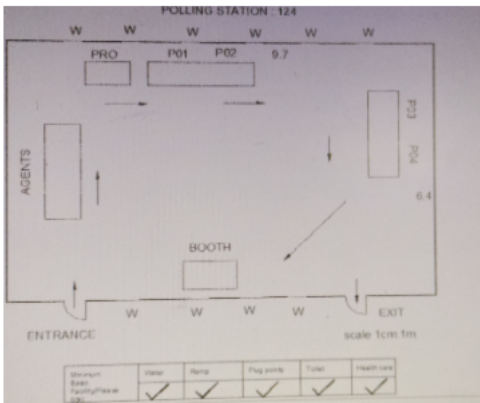 POLLING STATION : 124
W W W W W W
PRO P01 P02 9.7
P03
P04
AGENTS
6.4
BOOTH
W W W W
ENTRANCE
EXIT
scale 1cm 1m
Minimum Water Ramp Plug points Toilet Health care
Basic